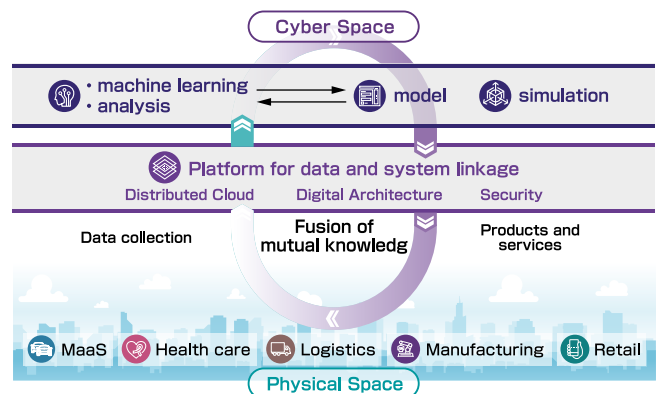 Cyber Space
・machine learning
・analysis
model
simulation
Platform for data and system linkage
Distributed Cloud
Digital Architecture
Security
Data collection
Fusion of
mutual knowledg
Products and
services
MaaS
Health care
Logistics
Manufacturing
Retail
Physical Space